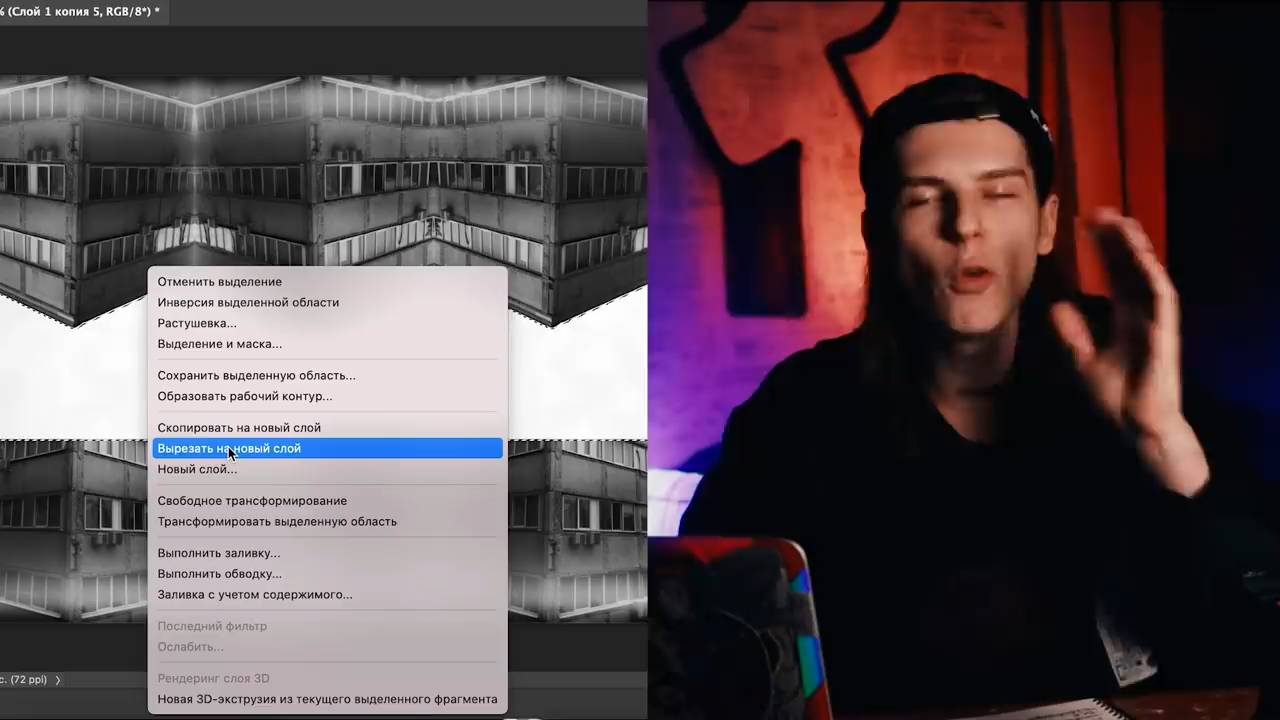 % (Слой 1 копия 5, RGB/8*) *
Отменить выделение
Инверсия выделенной области
Растушевка...
Выделение и маска...
Сохранить выделенную область...
Образовать рабочий контур...
Скопировать на новый слой
Вырезать на новый слой
Новый слой...
Свободное трансформирование
Трансформировать выделенную область
Выполнить заливку...
Выполнить обводку...
Заливка с учетом содержимого...
Последний фильтр
Ослабить...
Рендеринг слоя 3D
с. (72 ppi)
Новая 3D-экструзия из текущего выделенного фрагмента